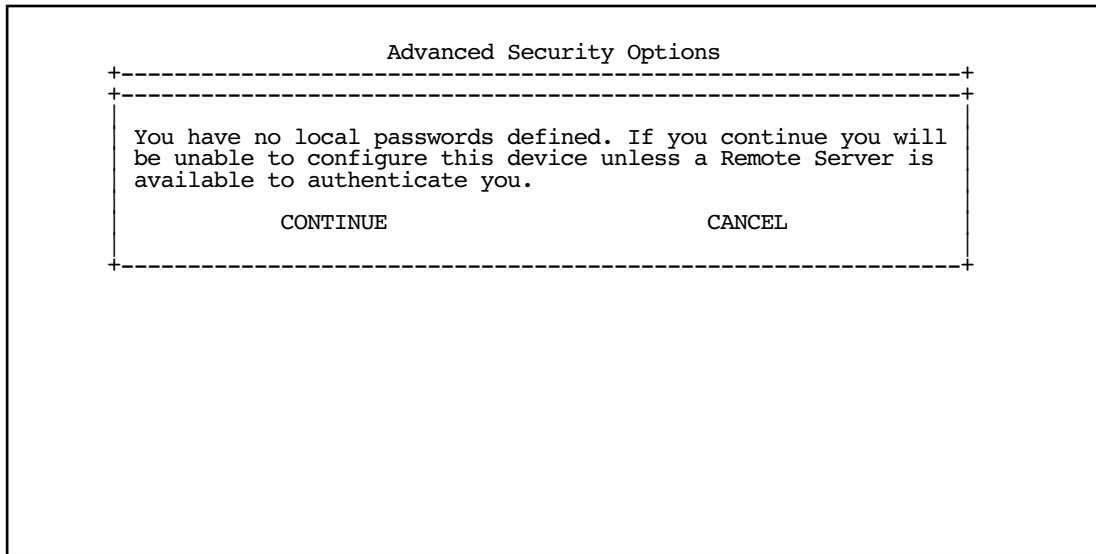 Advanced Security Options
You have no local passwords defined. If you continue you will
be unable to configure this device unless a Remote Server is
available to authenticate you.
CONTINUE CANCEL